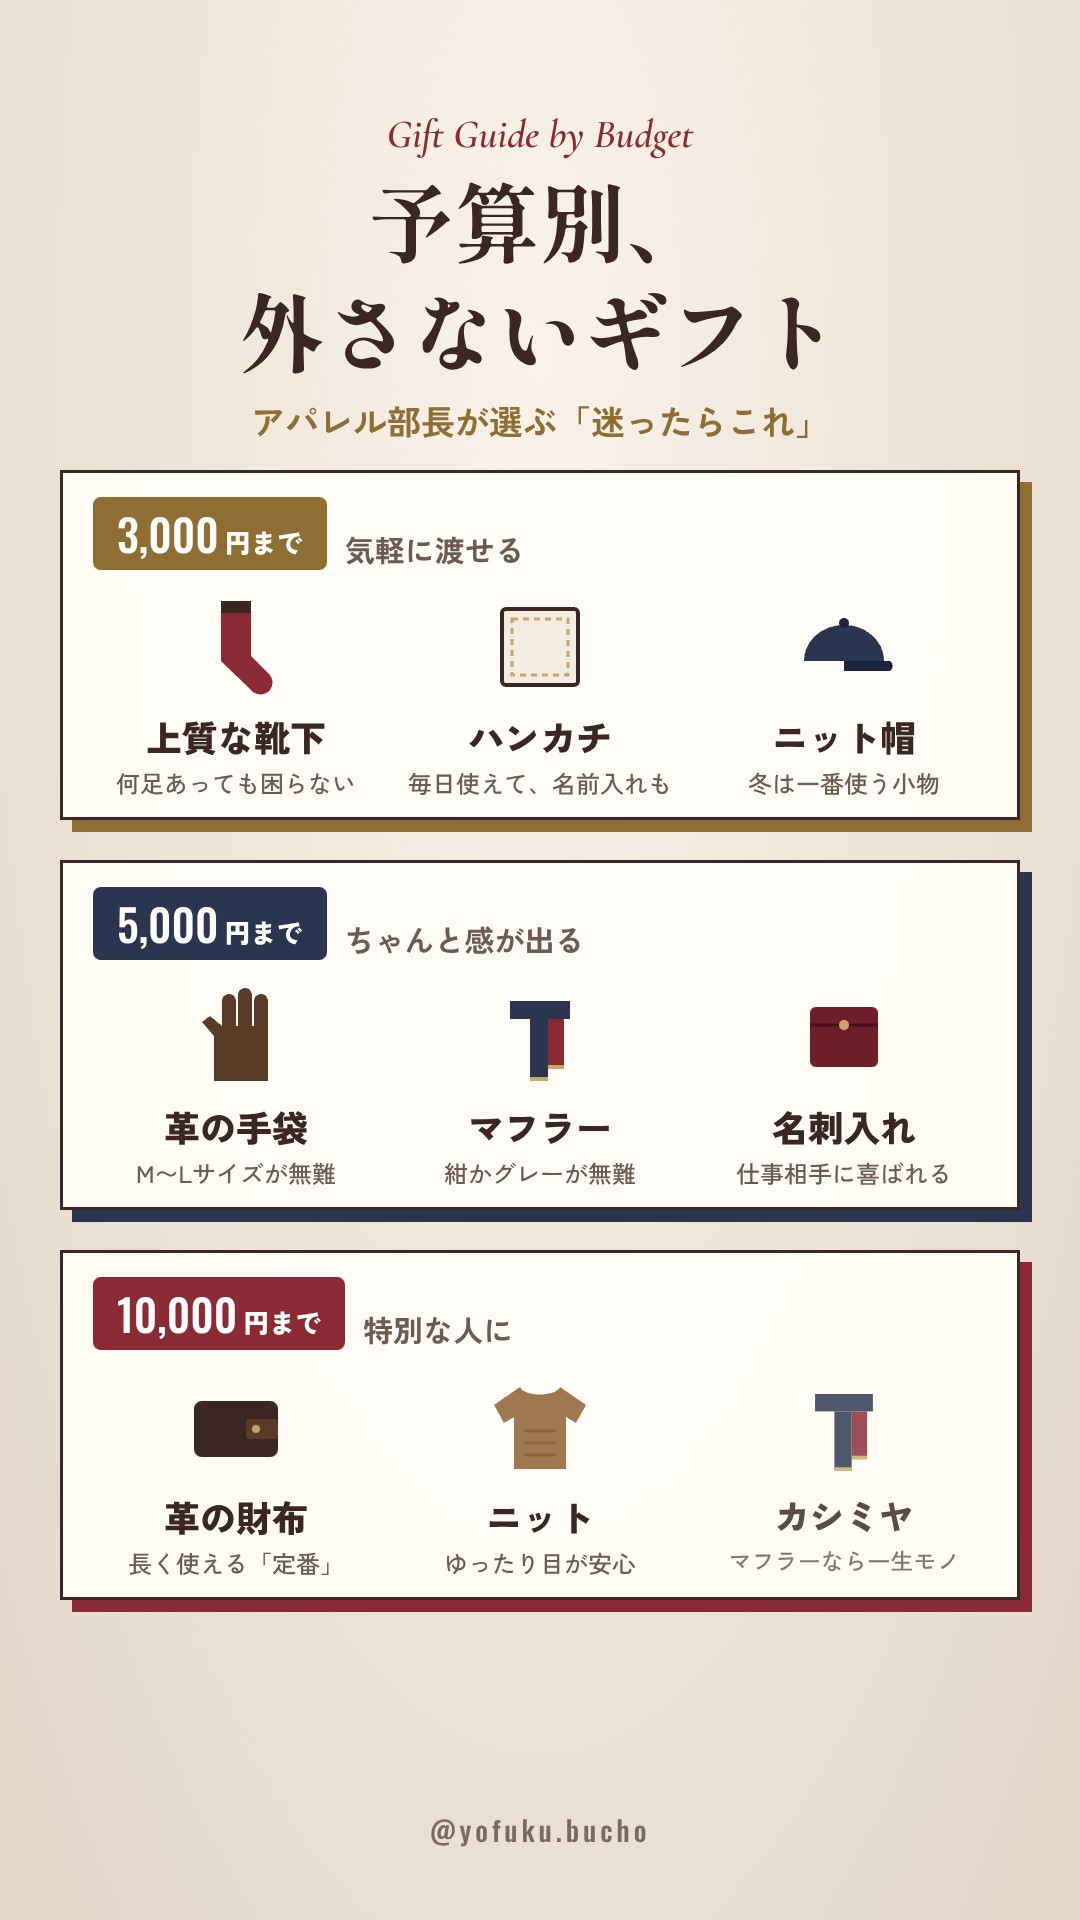 Gift Guide by Budget
予算別、
外さないギフト
アパレル部長が選ぶ「迷ったらこれ」
3,000円まで 気軽に渡せる
上質な靴下 ハンカチ ニット帽
何足あっても困らない 毎日使えて、名前入れも 冬は一番使う小物
5,000円まで ちゃんと感が出る
革の手袋 マフラー 名刺入れ
M〜Lサイズが無難 紺かグレーが無難 仕事相手に喜ばれる
10,000円まで 特別な人に
革の財布 ニット カシミヤ
長く使える「定番」 ゆったり目が安心 マフラーなら一生モノ
@yofuku.bucho